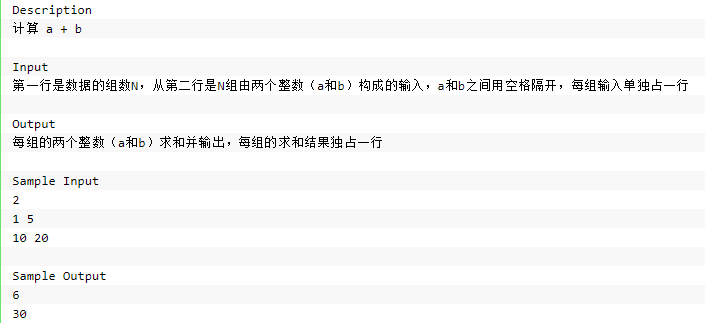 Description
计算 a + b
Input
第一行是数据的组数N，从第二行是N组由两个整数（a和b）构成的输入，a和b之间用空格隔开，每组输入单独占一行
Output
每组的两个整数（a和b）求和并输出，每组的求和结果独占一行
Sample Input
2
1 5
10 20
Sample Output
6
30